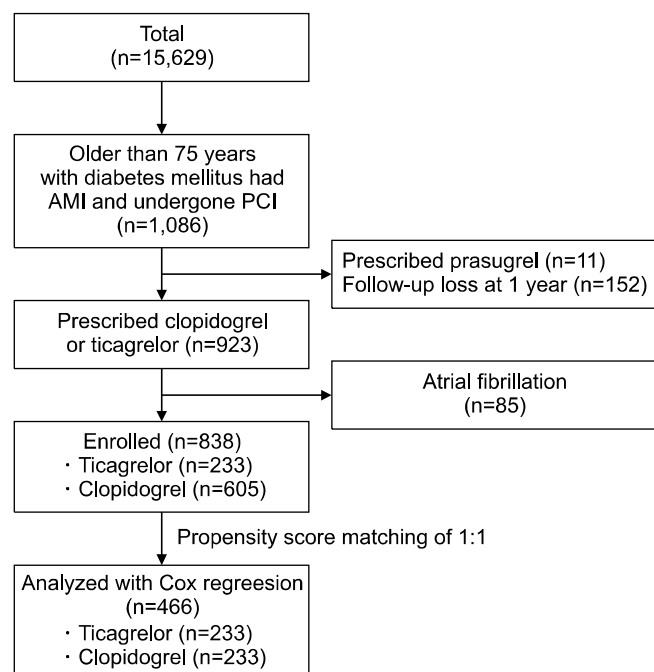 Total
(n=15,629)
Older than 75 years
with diabetes mellitus had
AMI and undergone PCI
(n=1,086)
Prescribed prasugrel (n=11)
Follow-up loss at 1 year (n=152)
Prescribed clopidogrel
or ticagrelor (n=923)
Atrial fibrillation
(n=85)
Enrolled (n=838)
· Ticagrelor (n=233)
· Clopidogrel (n=605)
Propensity score matching of 1:1
Analyzed with Cox regreesion
(n=466)
· Ticagrelor (n=233)
· Clopidogrel (n=233)